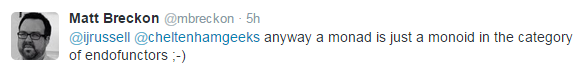 Matt Breckon @mbreckon · 5h
@ijrussell @cheltenhamgeeks anyway a monad is just a monoid in the category
of endofunctors ;-)